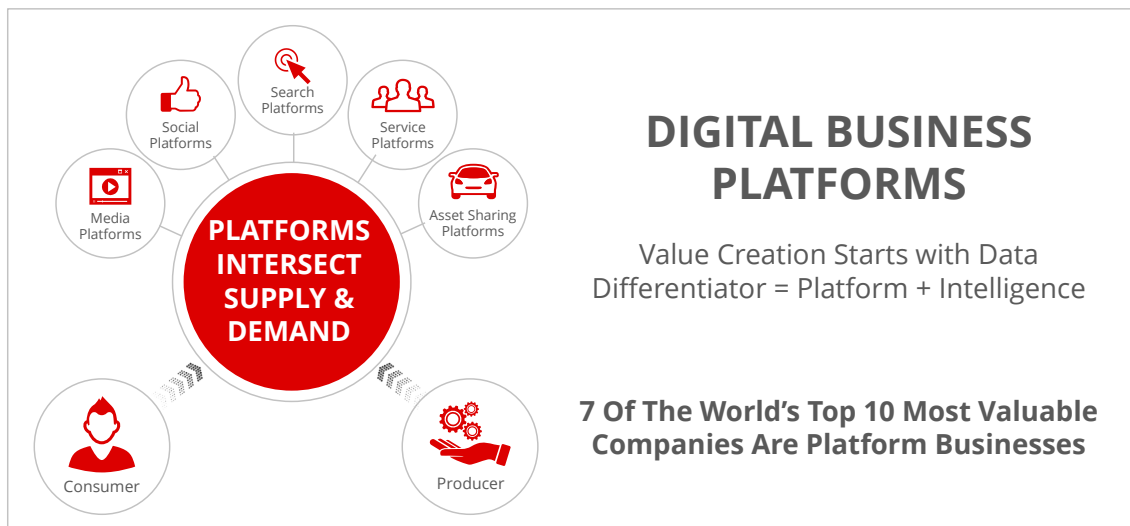 Search
Platforms
Social
Platforms
Service
Platforms
Media
Platforms
Asset Sharing
Platforms
PLATFORMS
INTERSECT
SUPPLY &
DEMAND
Consumer
Producer
DIGITAL BUSINESS
PLATFORMS
Value Creation Starts with Data
Differentiator = Platform + Intelligence
7 Of The World’s Top 10 Most Valuable
Companies Are Platform Businesses